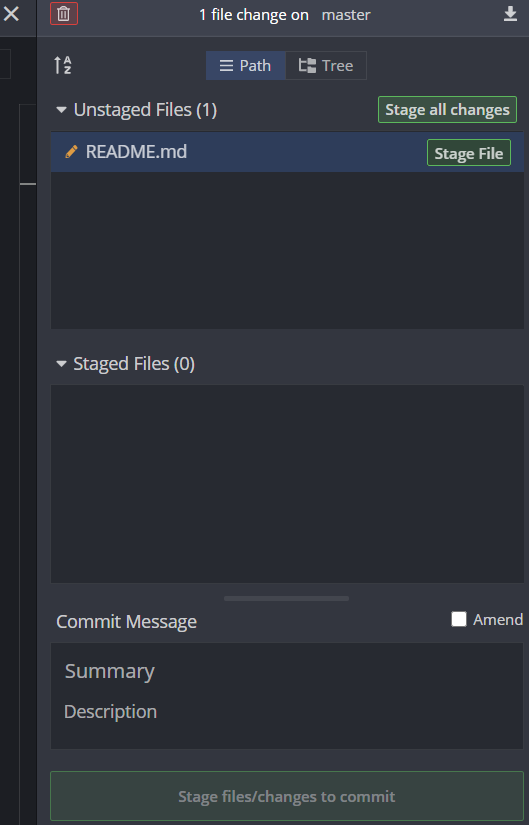 1 file change on master
Path Tree
Unstaged Files (1) Stage all changes
README.md Stage File
Staged Files (0)
Commit Message Amend
Summary
Description
Stage files/changes to commit